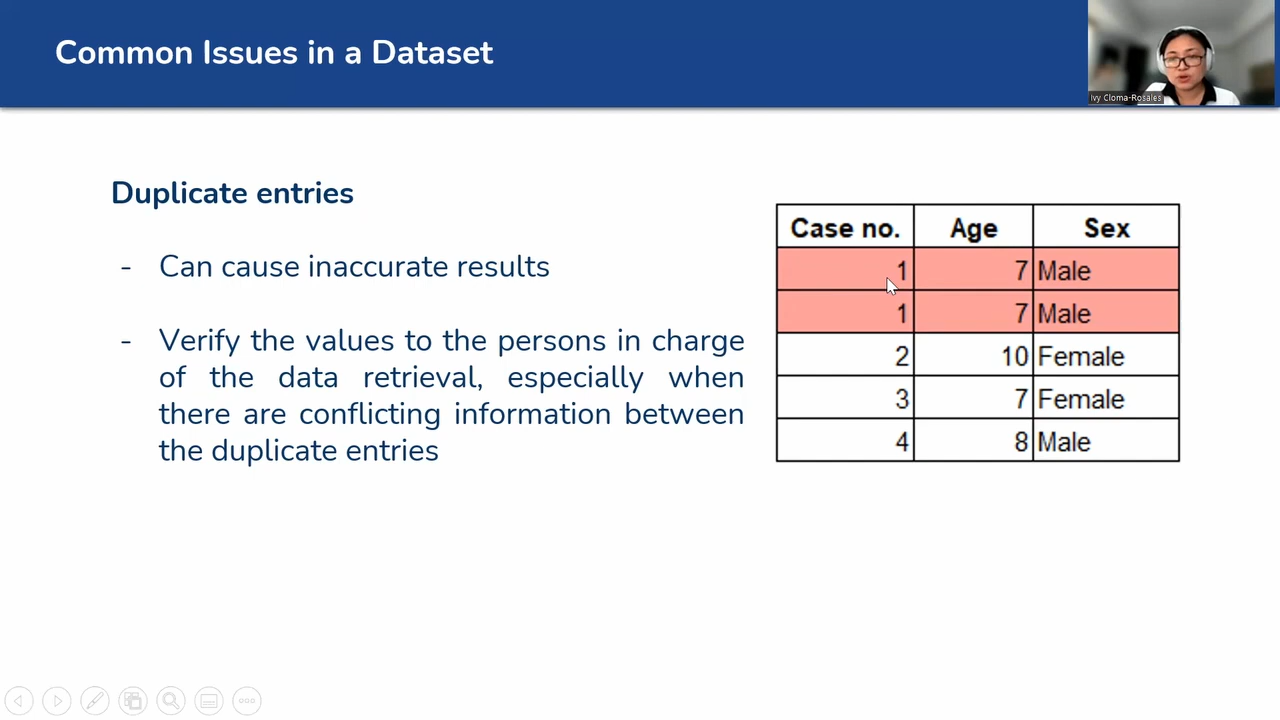 Common Issues in a Dataset
Ivy Cloma-Rosales
Duplicate entries
- Can cause inaccurate results
- Verify the values to the persons in charge
of the data retrieval, especially when
there are conflicting information between
the duplicate entries
Case no. Age Sex
1 7 Male
1 7 Male
2 10 Female
3 7 Female
4 8 Male